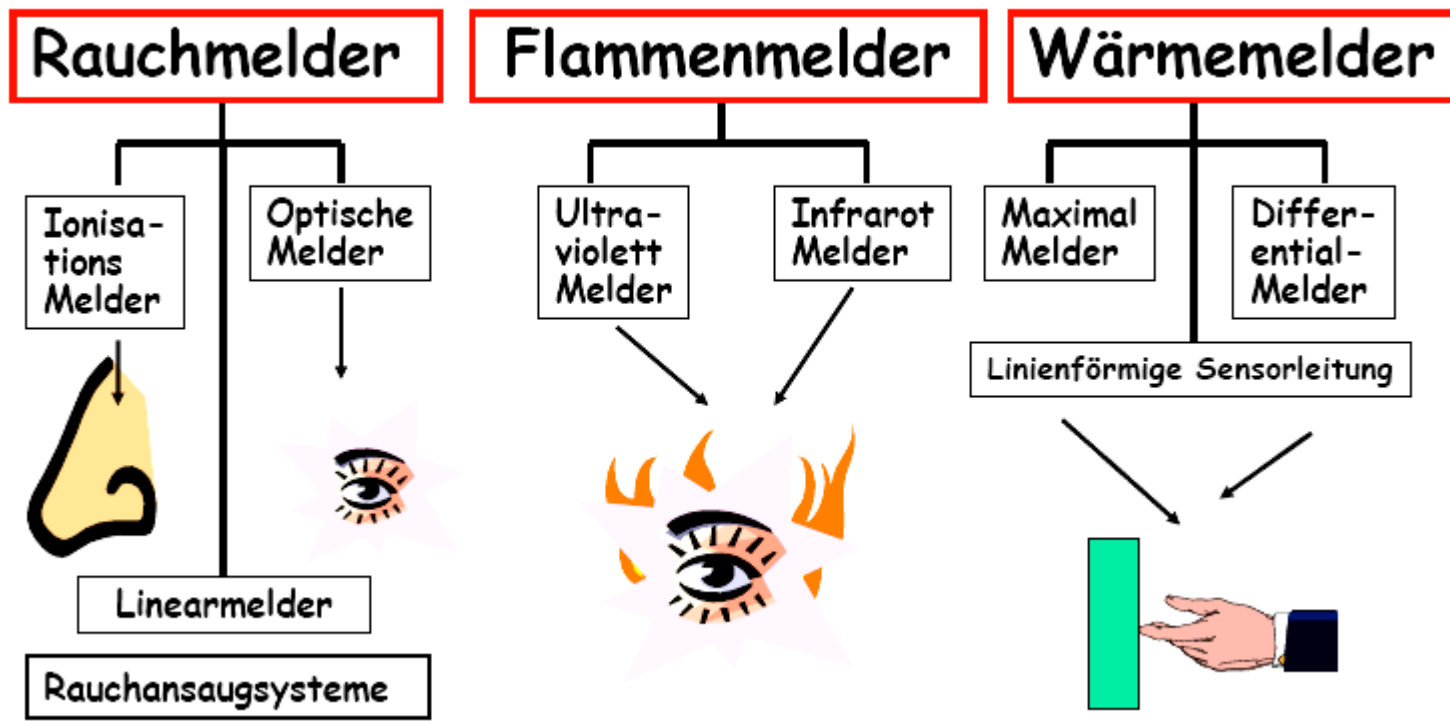 Rauchmelder
Ionisa-
tions
Melder
Optische
Melder
Linearmelder
Rauchansaugsysteme
Flammenmelder
Ultra-
violett
Melder
Infrarot
Melder
Wärmemelder
Maximal
Melder
Differ-
ential-
Melder
Linienförmige Sensorleitung